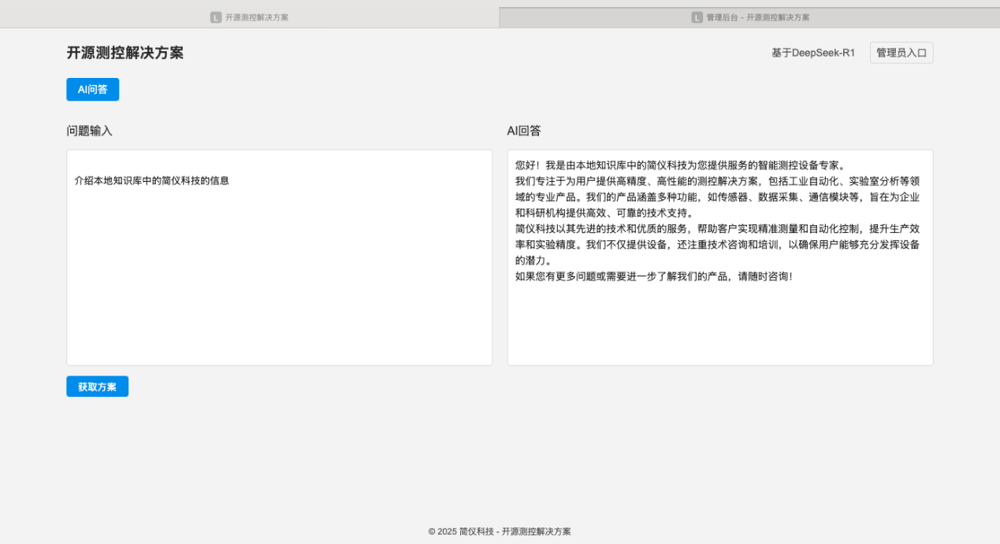 L 开源测控解决方案
L 管理后台 - 开源测控解决方案
开源测控解决方案
基于DeepSeek-R1
管理员入口
AI问答
问题输入
介绍本地知识库中的简仪科技的信息
获取方案
AI回答
您好！我是由本地知识库中的简仪科技为您提供服务的智能测控设备专家。
我们专注于为用户提供高精度、高性能的测控解决方案，包括工业自动化、实验室分析等领
域的专业产品。我们的产品涵盖多种功能，如传感器、数据采集、通信模块等，旨在为企业
和科研机构提供高效、可靠的技术支持。
简仪科技以其先进的技术和优质的服务，帮助客户实现精准测量和自动化控制，提升生产效
率和实验精度。我们不仅提供设备，还注重技术咨询和培训，以确保用户能够充分发挥设备
的潜力。
如果您有更多问题或需要进一步了解我们的产品，请随时咨询！
© 2025 简仪科技 - 开源测控解决方案